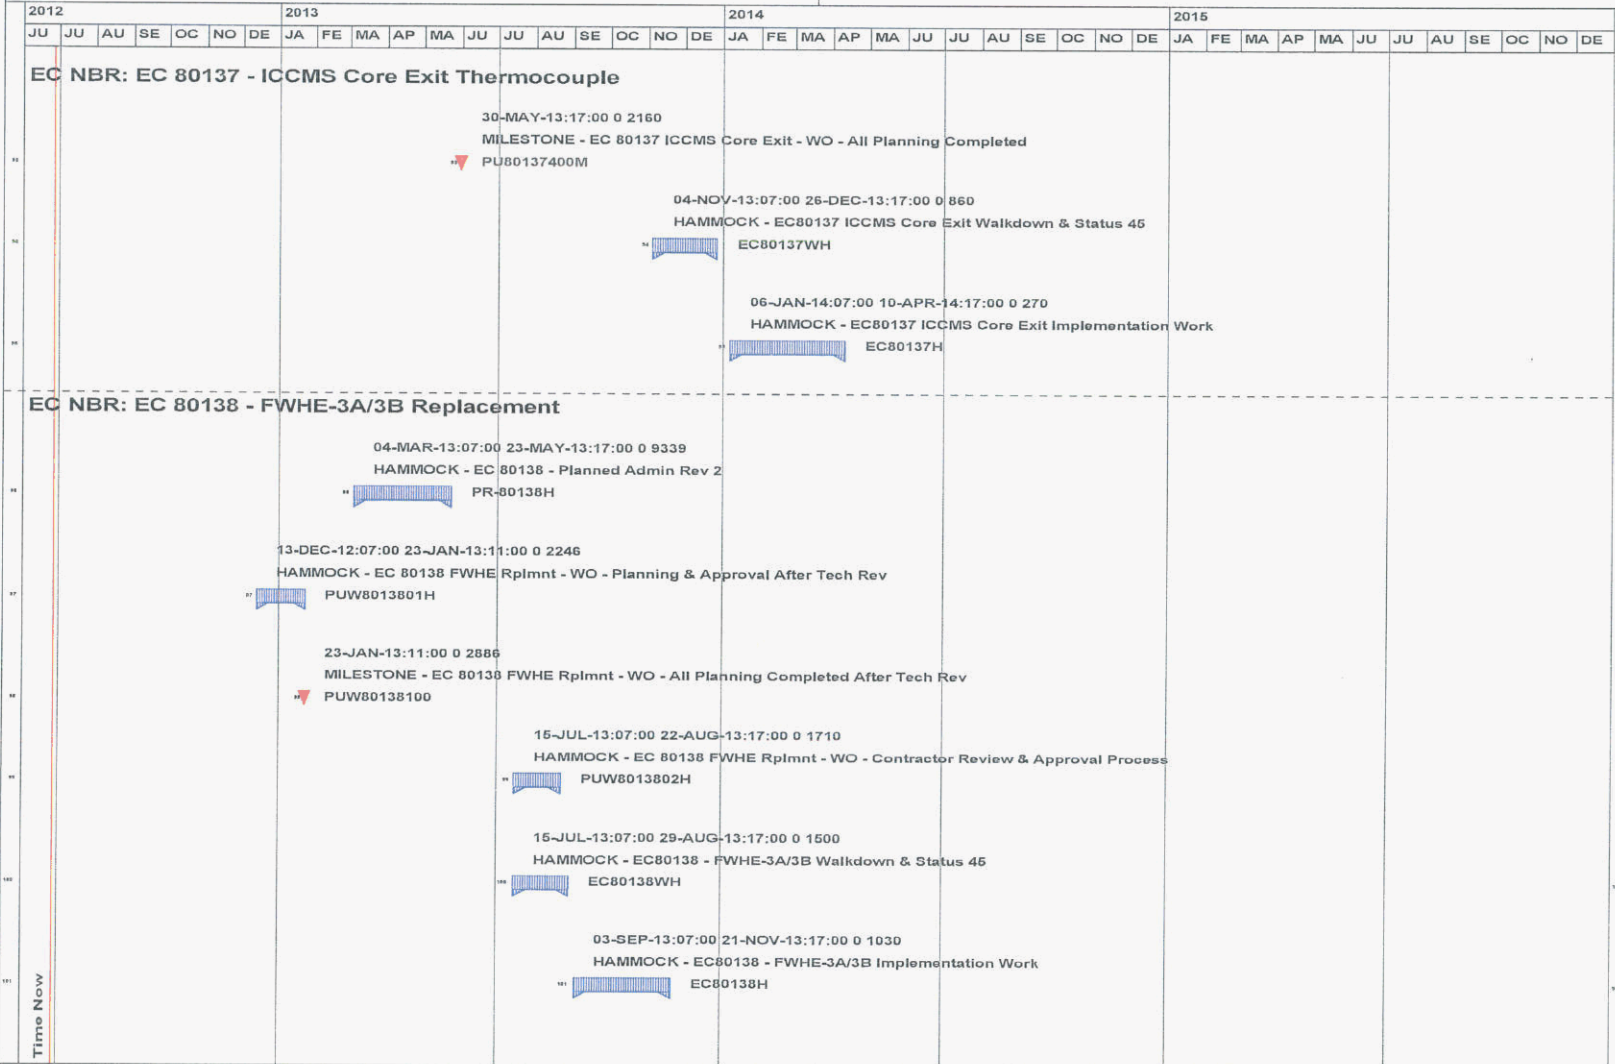 2012 2013 2014 2015
JU JU AU SE OC NO DE JA FE MA AP MA JU JU AU SE OC NO DE JA FE MA AP MA JU JU AU SE OC NO DE JA FE MA AP MA JU JU AU SE OC NO DE
EC NBR: EC 80137 - ICCMS Core Exit Thermocouple
30-MAY-13:17:00 0 2160
MILESTONE - EC 80137 ICCMS Core Exit - WO - All Planning Completed
PU80137400M
04-NOV-13:07:00 26-DEC-13:17:00 0 860
HAMMOCK - EC80137 ICCMS Core Exit Walkdown & Status 45
EC80137WH
06-JAN-14:07:00 10-APR-14:17:00 0 270
HAMMOCK - EC80137 ICCMS Core Exit Implementation Work
EC80137H
EC NBR: EC 80138 - FWHE-3A/3B Replacement
04-MAR-13:07:00 23-MAY-13:17:00 0 9339
HAMMOCK - EC 80138 - Planned Admin Rev 2
PR-80138H
13-DEC-12:07:00 23-JAN-13:11:00 0 2246
HAMMOCK - EC 80138 FWHE Rplmnt - WO - Planning & Approval After Tech Rev
97 97 PUW8013801H
23-JAN-13:11:00 0 2886
MILESTONE - EC 80138 FWHE Rplmnt - WO - All Planning Completed After Tech Rev
PUW80138100
15-JUL-13:07:00 22-AUG-13:17:00 0 1710
HAMMOCK - EC 80138 FWHE Rplmnt - WO - Contractor Review & Approval Process
PUW8013802H
15-JUL-13:07:00 29-AUG-13:17:00 0 1500
HAMMOCK - EC80138 - FWHE-3A/3B Walkdown & Status 45
100 100 EC80138WH
03-SEP-13:07:00 21-NOV-13:17:00 0 1030
HAMMOCK - EC80138 - FWHE-3A/3B Implementation Work
101 101 EC80138H
Time Now